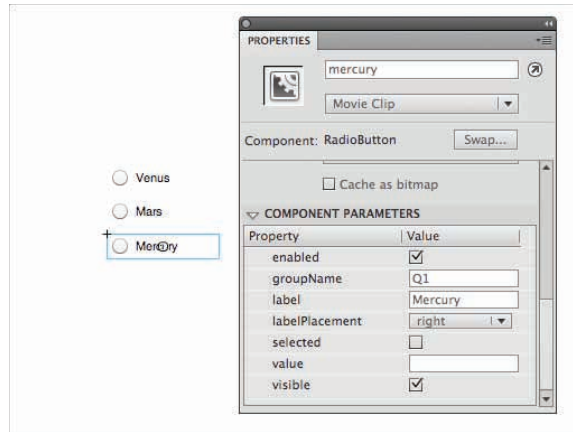 PROPERTIES
mercury
Movie Clip
Component: RadioButton Swap...
Cache as bitmap
COMPONENT PARAMETERS
Property Value
enabled
groupName Q1
label Mercury
labelPlacement right
selected
value
visible
Venus
Mars
Mercury